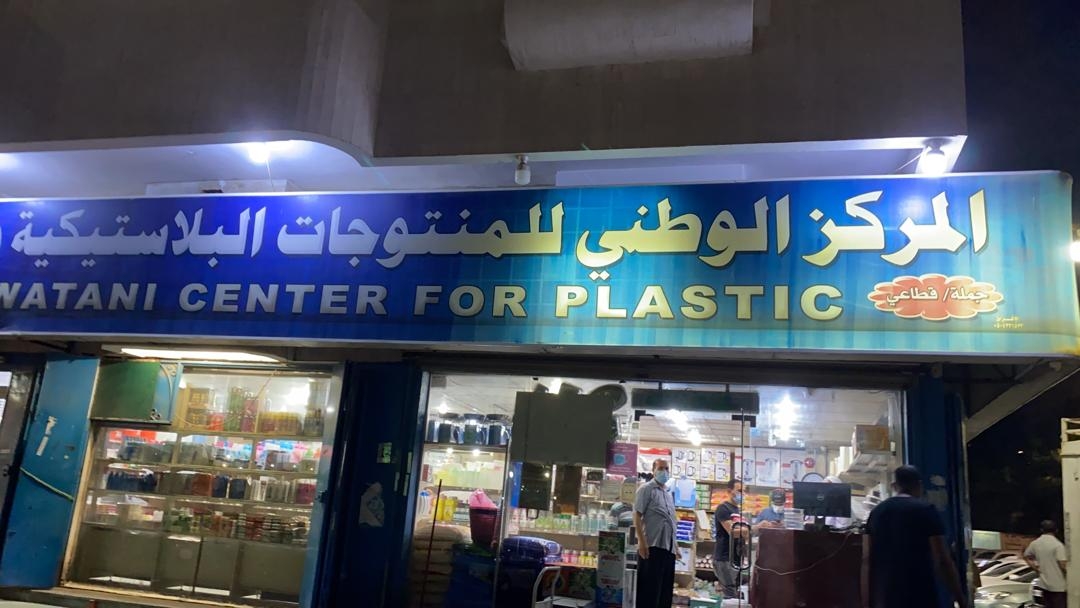 المركز الوطني للمنتوجات البلاستيكية
WATANI CENTER FOR PLASTIC
جملة/ قطاعي